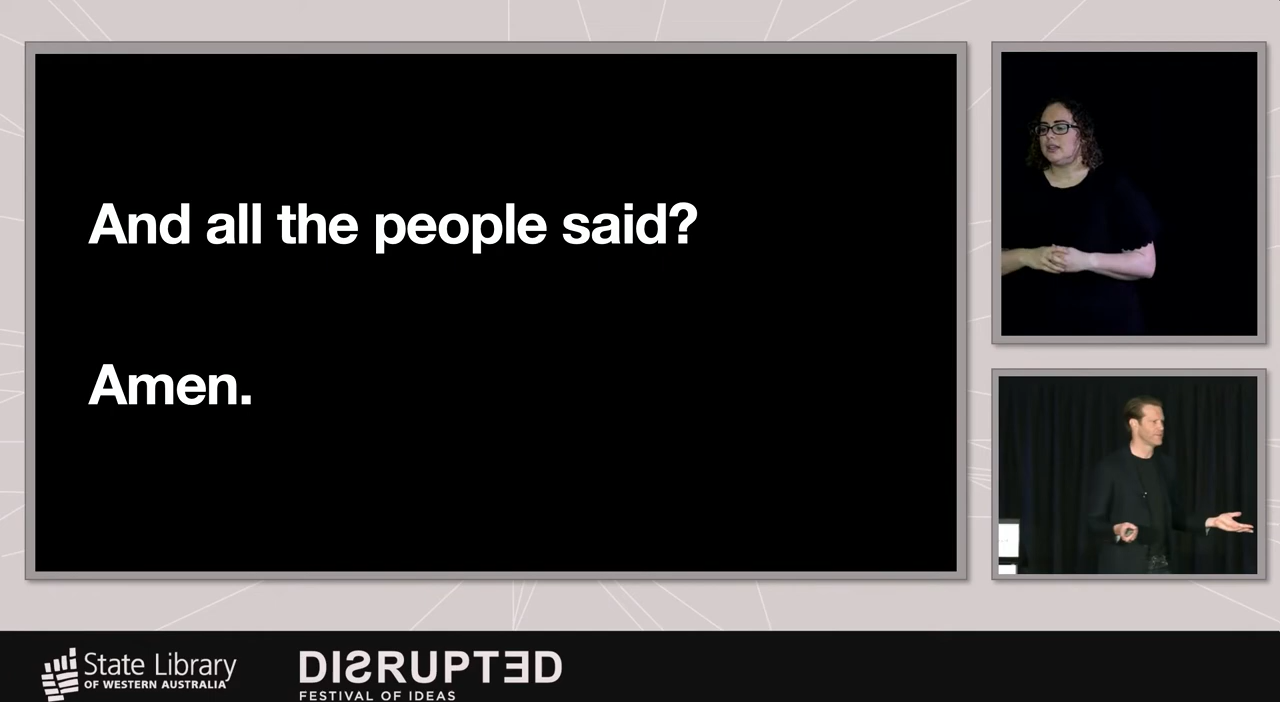 And all the people said?
Amen.
State Library
OF WESTERN AUSTRALIA
DISRUPTED
FESTIVAL OF IDEAS